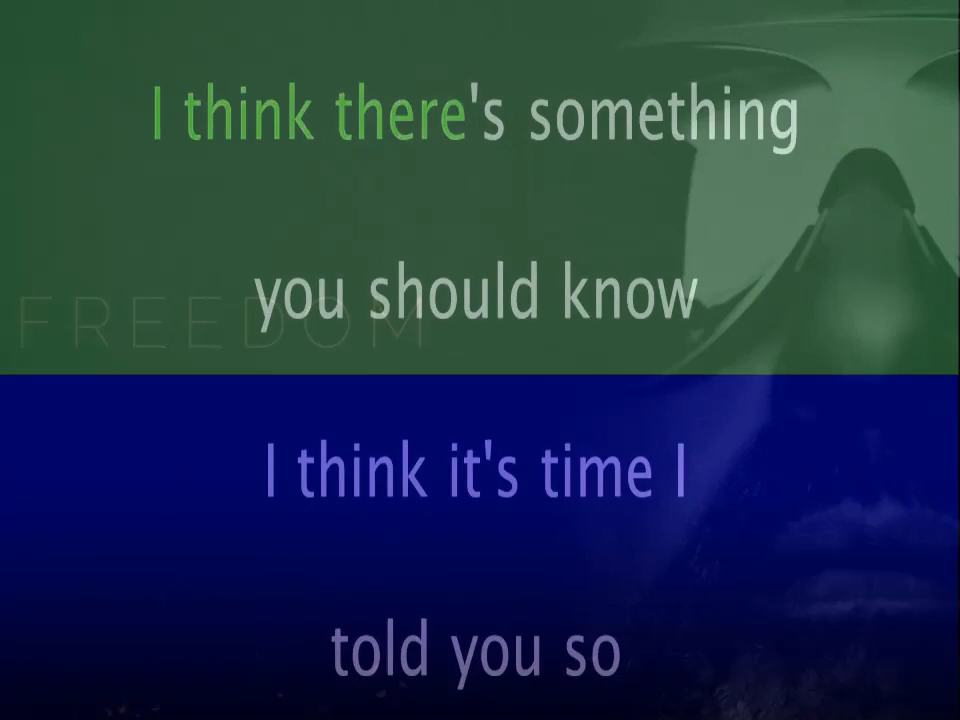 I think there's something
you should know
FREEDOM
I think it's time I
told you so